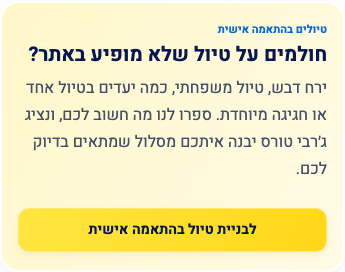 טיולים בהתאמה אישית
חולמים על טיול שלא מופיע באתר?
ירח דבש, טיול משפחתי, כמה יעדים בטיול אחד
או חגיגה מיוחדת. ספרו לנו מה חשוב לכם, ונציג
ג'רבי טורס יבנה איתכם מסלול שמתאים בדיוק
לכם.
לבניית טיול בהתאמה אישית